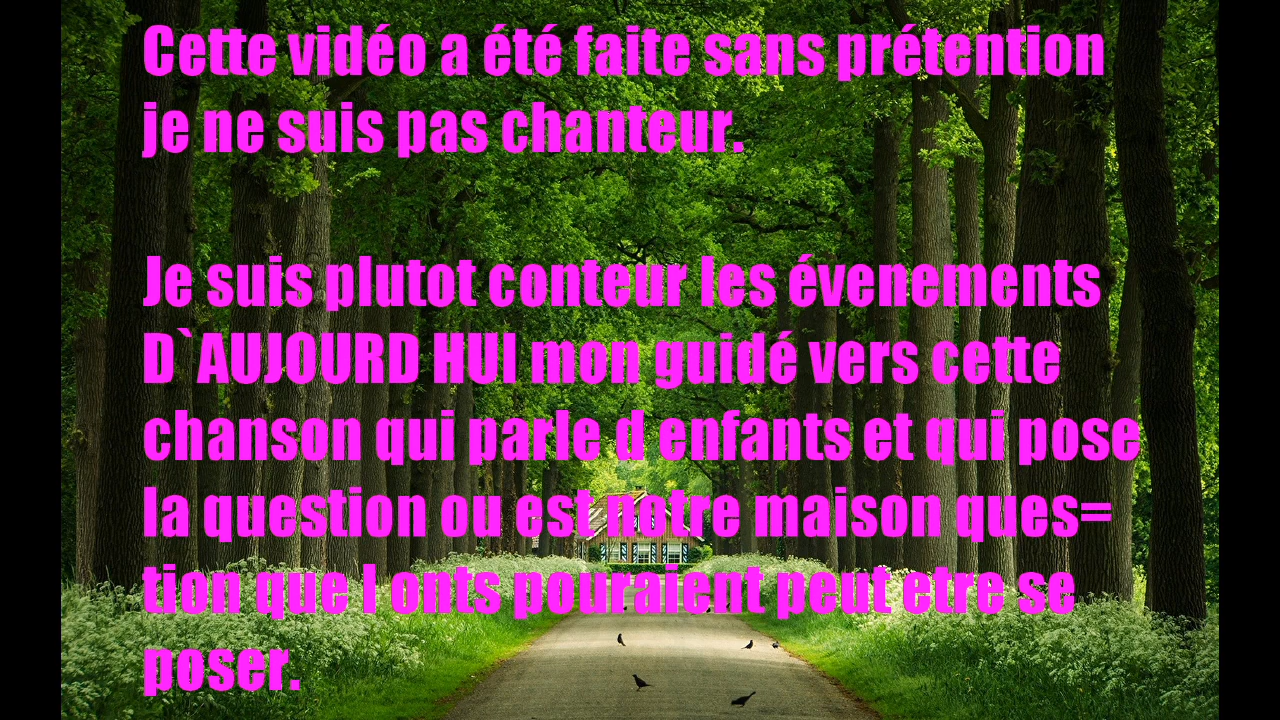 Cette vidéo a été faite sans prétention
je ne suis pas chanteur.
Je suis plutot conteur les évenements
D`AUJOURD HUI mon guidé vers cette
chanson qui parle d enfants et qui pose
la question ou est notre maison ques=
tion que l onts pouraient peut etre se
poser.